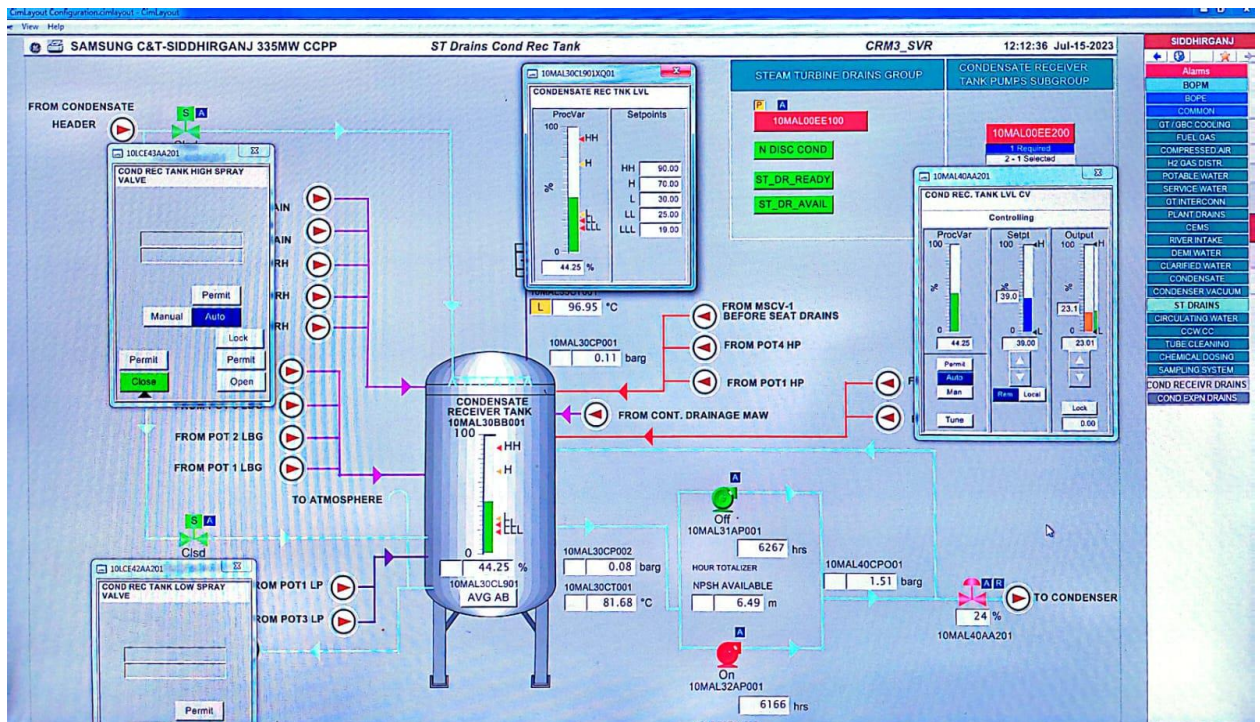 CimLayout Configuration.cimlayout - CimLayout
View Help
SAMSUNG C&T-SIDDHIRGANJ 335MW CCPP
ST Drains Cond Rec Tank
CRM3_SVR
12:12:36 Jul-15-2023
FROM CONDENSATE
HEADER
S A
10LCE43AA201
COND REC TANK HIGH SPRAY
VALVE
Permit
Manual Auto
Lock
Permit Permit
Close Open
AIN
AIN
RH
RH
RH
FROM POT 2 LBG
FROM POT 1 LBG
TO ATMOSPHERE
S A
Clsd
10LCE42AA201
COND REC TANK LOW SPRAY
VALVE
Permit
ROM POT1 LP
ROM POT3 LP
10MAL30CL901XQ01
CONDENSATE REC TNK LVL
ProcVar Setpoints
100
HH
H
%
L
LL
LLL
0
44.25 %
HH 90.00
H 70.00
L 30.00
LL 25.00
LLL 19.00
L 96.95 °C
10MAL30CP001
0.11 barg
CONDENSATE
RECEIVER TANK
10MAL30BB001
100
HH
H
L
LL
LLL
0
44.25 %
10MAL30CL901
AVG AB
FROM MSCV-1
BEFORE SEAT DRAINS
FROM POT4 HP
FROM POT1 HP
FROM CONT. DRAINAGE MAW
10MAL30CP002
0.08 barg
10MAL30CT001
81.68 °C
A
Off
10MAL31AP001
6267 hrs
HOUR TOTALIZER
NPSH AVAILABLE
6.49 m
A
On
10MAL32AP001
6166 hrs
10MAL40CPO01
1.51 barg
A R
TO CONDENSER
24 %
10MAL40AA201
STEAM TURBINE DRAINS GROUP
P A
10MAL00EE100
N DISC COND
ST_DR_READY
ST_DR_AVAIL
CONDENSATE RECEIVER
TANK PUMPS SUBGROUP
10MAL00EE200
1 Required
2 - 1 Selected
10MAL40AA201
COND REC. TANK LVL CV
Controlling
ProcVar Setpt Output
100 100 H 100 H
% % %
39.0 23.1
0 0 L 0 L
44.25 39.00 23.01
Permit
Auto
Man
Rem Local
Lock
Tune
0.00
SIDDHIRGANJ
Alarms
BOPM
BOPE
COMMON
GT / GBC COOLING
FUEL GAS
COMPRESSED AIR
H2 GAS DISTR.
POTABLE WATER
SERVICE WATER
GT INTERCONN
PLANT DRAINS
CEMS
RIVER INTAKE
DEMI WATER
CLARIFIED WATER
CONDENSATE
CONDENSER VACUUM
ST DRAINS
CIRCULATING WATER
CCW CC
TUBE CLEANING
CHEMICAL DOSING
SAMPLING SYSTEM
COND RECEIVR DRAINS
COND.EXPN DRAINS